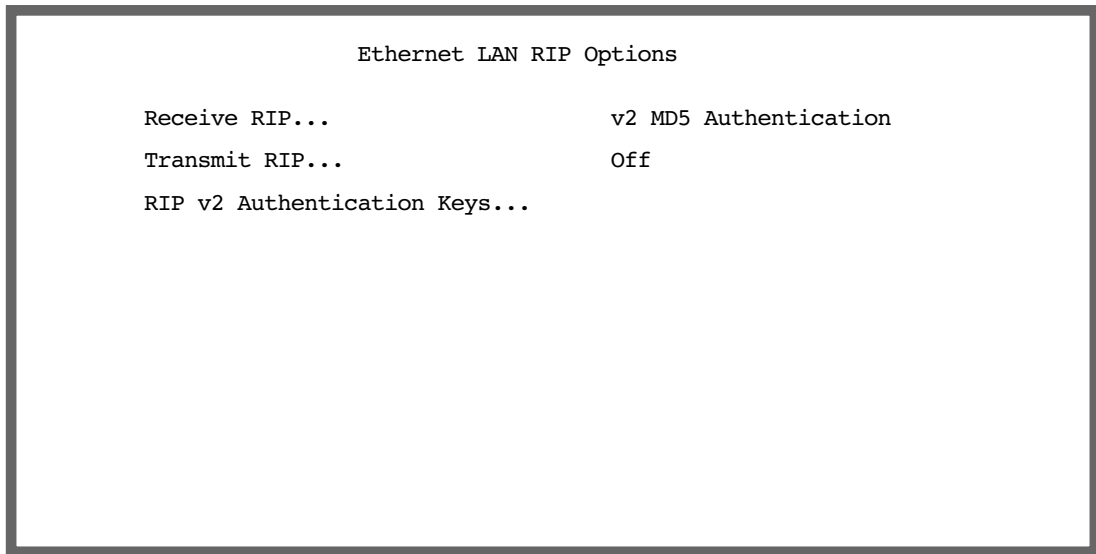 Ethernet LAN RIP Options
Receive RIP... v2 MD5 Authentication
Transmit RIP... Off
RIP v2 Authentication Keys...